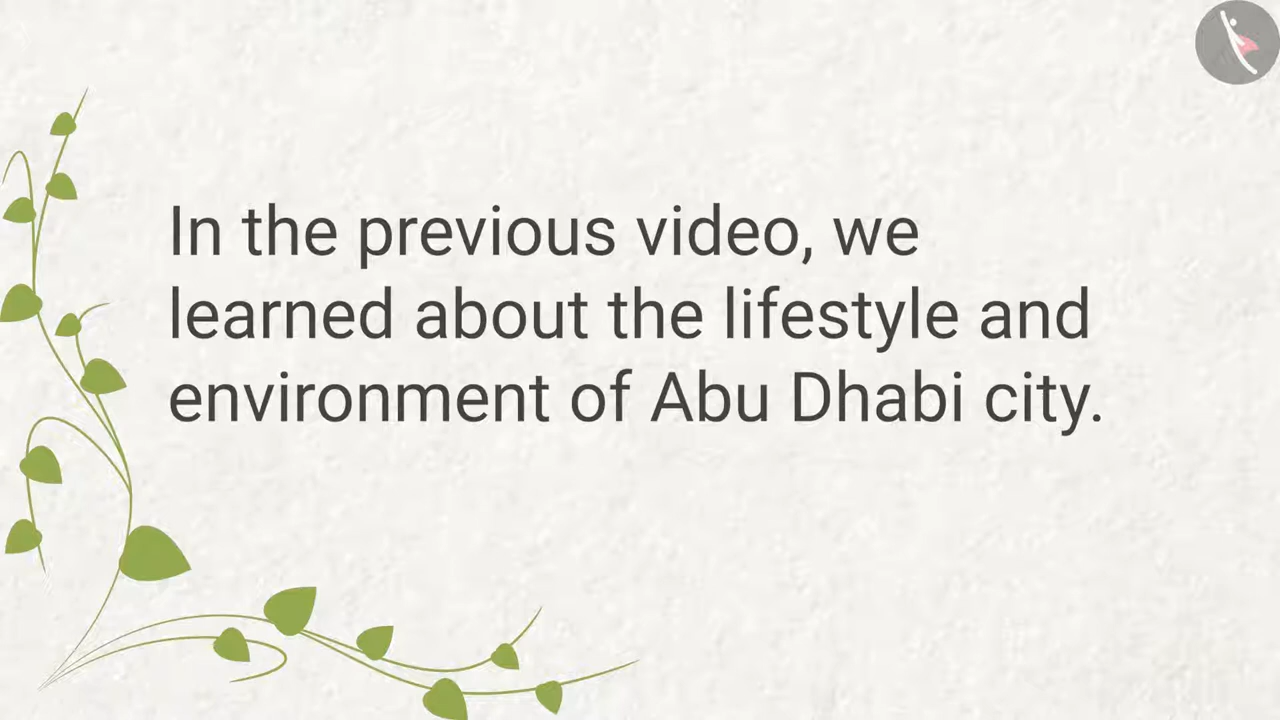 In the previous video, we
learned about the lifestyle and
environment of Abu Dhabi city.